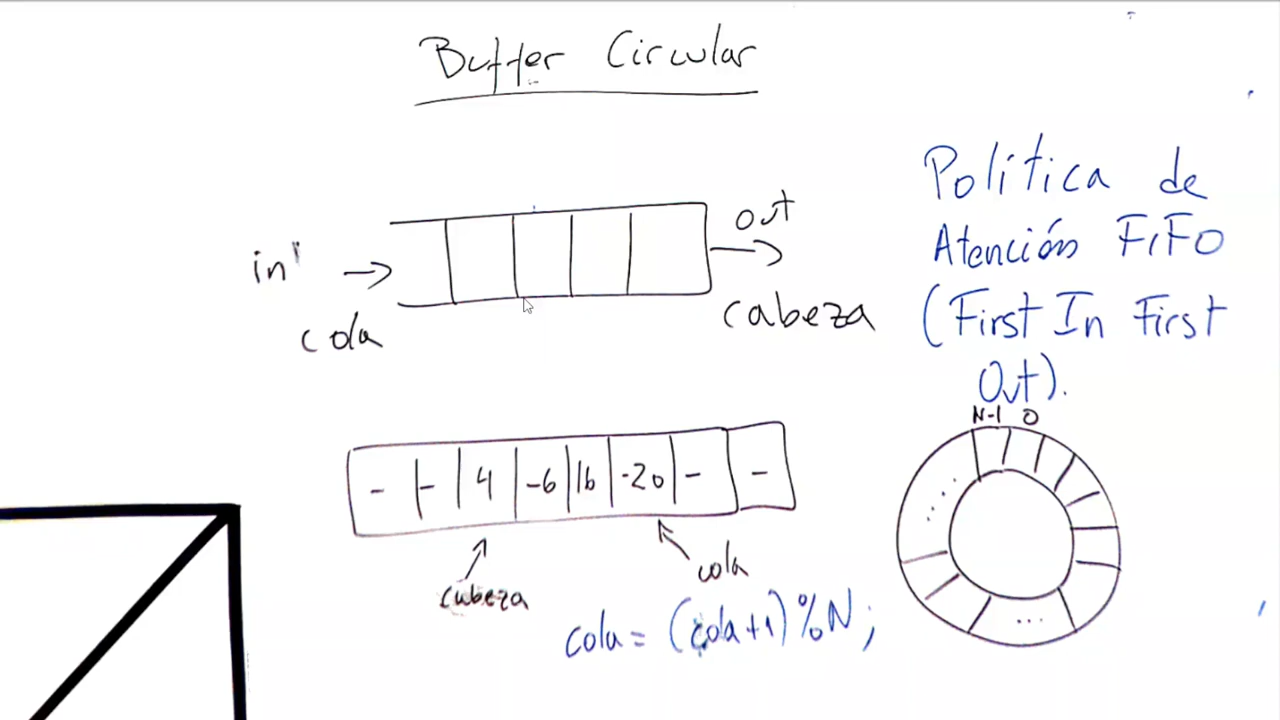 Buffer Circular
in
cola
out
cabeza
Política de
Atención FiFO
(First In First
Out).
- - 4 -6 16 -20 - -
cabeza
cola
cola = (cola+1) % N;
N-1 0
...
...